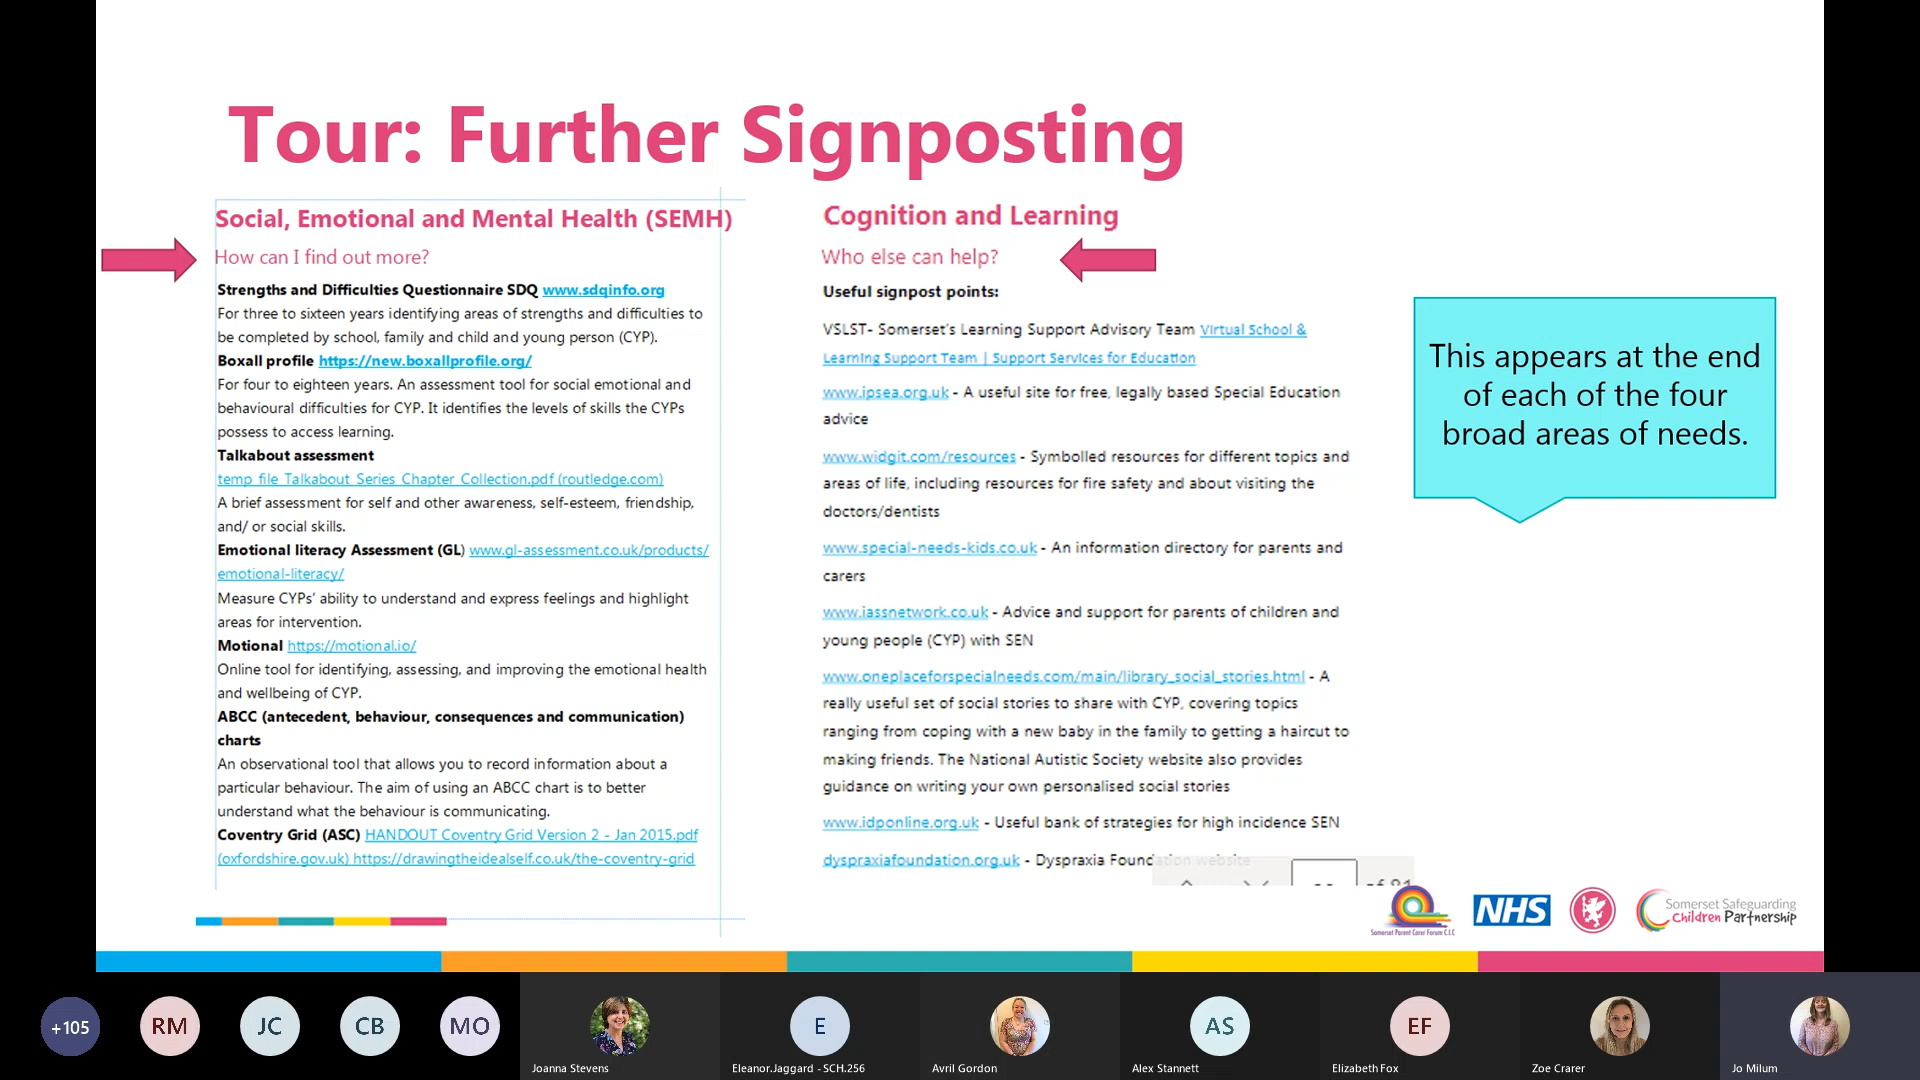 Tour: Further Signposting
Social, Emotional and Mental Health (SEMH)
How can I find out more?
Strengths and Difficulties Questionnaire SDQ www.sdqinfo.org
For three to sixteen years identifying areas of strengths and difficulties to
be completed by school, family and child and young person (CYP).
Boxall profile https://new.boxallprofile.org/
For four to eighteen years. An assessment tool for social emotional and
behavioural difficulties for CYP. It identifies the levels of skills the CYPs
possess to access learning.
Talkabout assessment
temp_file_Talkabout_Series_Chapter_Collection.pdf (routledge.com)
A brief assessment for self and other awareness, self-esteem, friendship,
and/ or social skills.
Emotional literacy Assessment (GL) www.gl-assessment.co.uk/products/
emotional-literacy/
Measure CYPs’ ability to understand and express feelings and highlight
areas for intervention.
Motional https://motional.io/
Online tool for identifying, assessing, and improving the emotional health
and wellbeing of CYP.
ABCC (antecedent, behaviour, consequences and communication)
charts
An observational tool that allows you to record information about a
particular behaviour. The aim of using an ABCC chart is to better
understand what the behaviour is communicating.
Coventry Grid (ASC) HANDOUT Coventry Grid Version 2 - Jan 2015.pdf
(oxfordshire.gov.uk) https://drawingtheidealself.co.uk/the-coventry-grid
Cognition and Learning
Who else can help?
Useful signpost points:
VSLST- Somerset’s Learning Support Advisory Team Virtual School &
Learning Support Team | Support Services for Education
www.ipsea.org.uk - A useful site for free, legally based Special Education
advice
www.widgit.com/resources - Symbolled resources for different topics and
areas of life, including resources for fire safety and about visiting the
doctors/dentists
www.special-needs-kids.co.uk - An information directory for parents and
carers
www.iassnetwork.co.uk - Advice and support for parents of children and
young people (CYP) with SEN
www.oneplaceforspecialneeds.com/main/library_social_stories.html - A
really useful set of social stories to share with CYP, covering topics
ranging from coping with a new baby in the family to getting a haircut to
making friends. The National Autistic Society website also provides
guidance on writing your own personalised social stories
www.idponline.org.uk - Useful bank of strategies for high incidence SEN
dyspraxiafoundation.org.uk - Dyspraxia Foundation website
This appears at the end
of each of the four
broad areas of needs.
Somerset Parent Carer Forum C.I.C
NHS
Somerset Safeguarding
Children Partnership
+105
RM
JC
CB
MO
Joanna Stevens
E
Eleanor.Jaggard - SCH.256
Avril Gordon
AS
Alex Stannett
EF
Elizabeth Fox
Zoe Crarer
Jo Milum